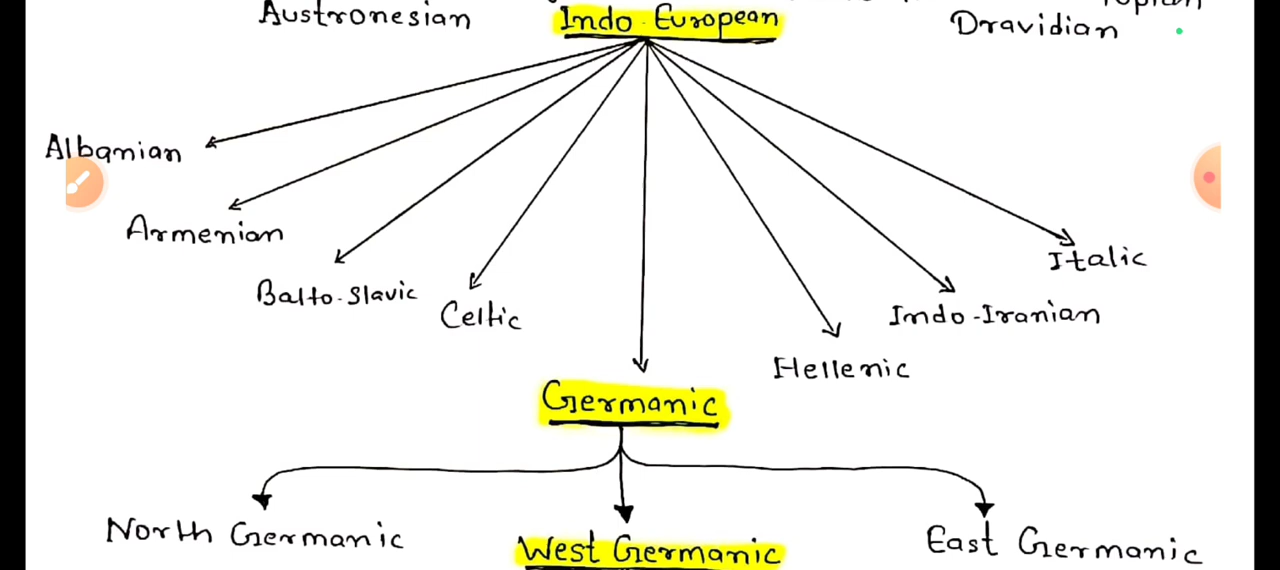 Austronesian
Indo-European
Dravidian
Albanian
Armenian
Balto-Slavic
Celtic
Italic
Indo-Iranian
Hellenic
Germanic
North Germanic
West Germanic
East Germanic